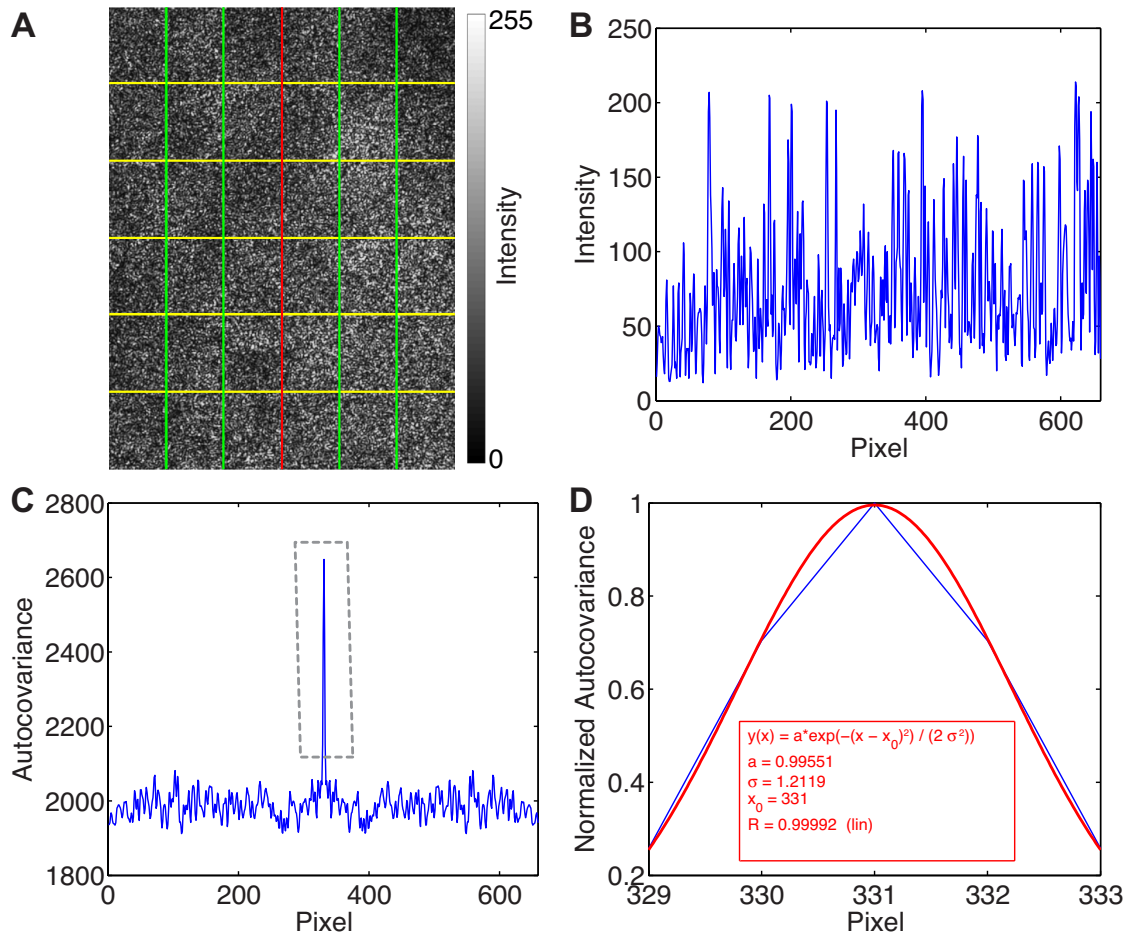 A
255
Intensity
0
B
250
200
150
100
50
0
Intensity
0 200 400 600
Pixel
C
2800
2600
2400
2200
2000
1800
Autocovariance
0 200 400 600
Pixel
D
1
0.8
0.6
0.4
0.2
Normalized Autocovariance
y(x) = a*exp(-(x - x₀)²) / (2 σ²))
a = 0.99551
σ = 1.2119
x₀ = 331
R = 0.99992 (lin)
329 330 331 332 333
Pixel